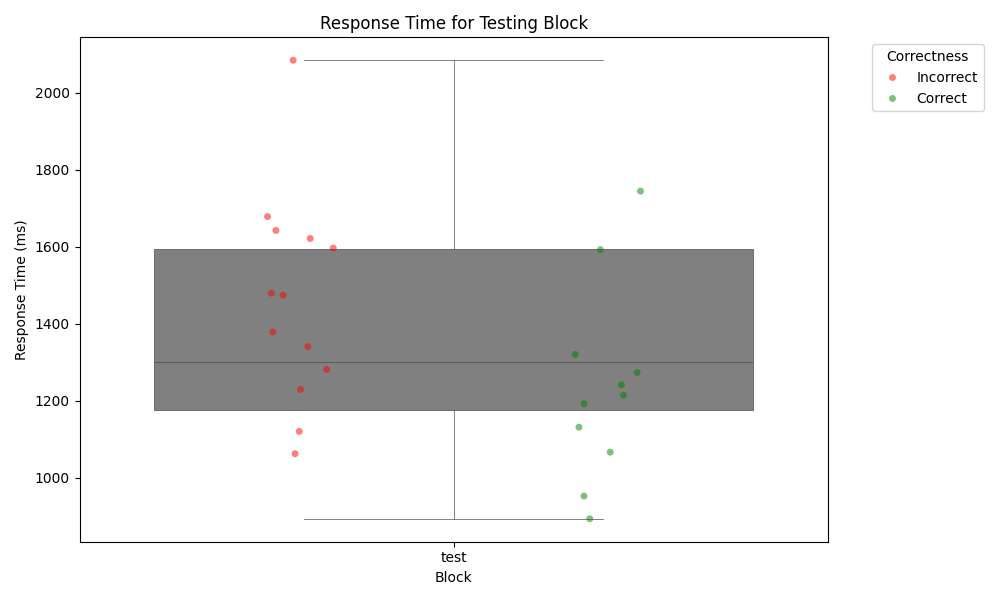 Response Time for Testing Block
Correctness
Incorrect
Correct
2000
1800
1600
1400
1200
1000
Response Time (ms)
test
Block